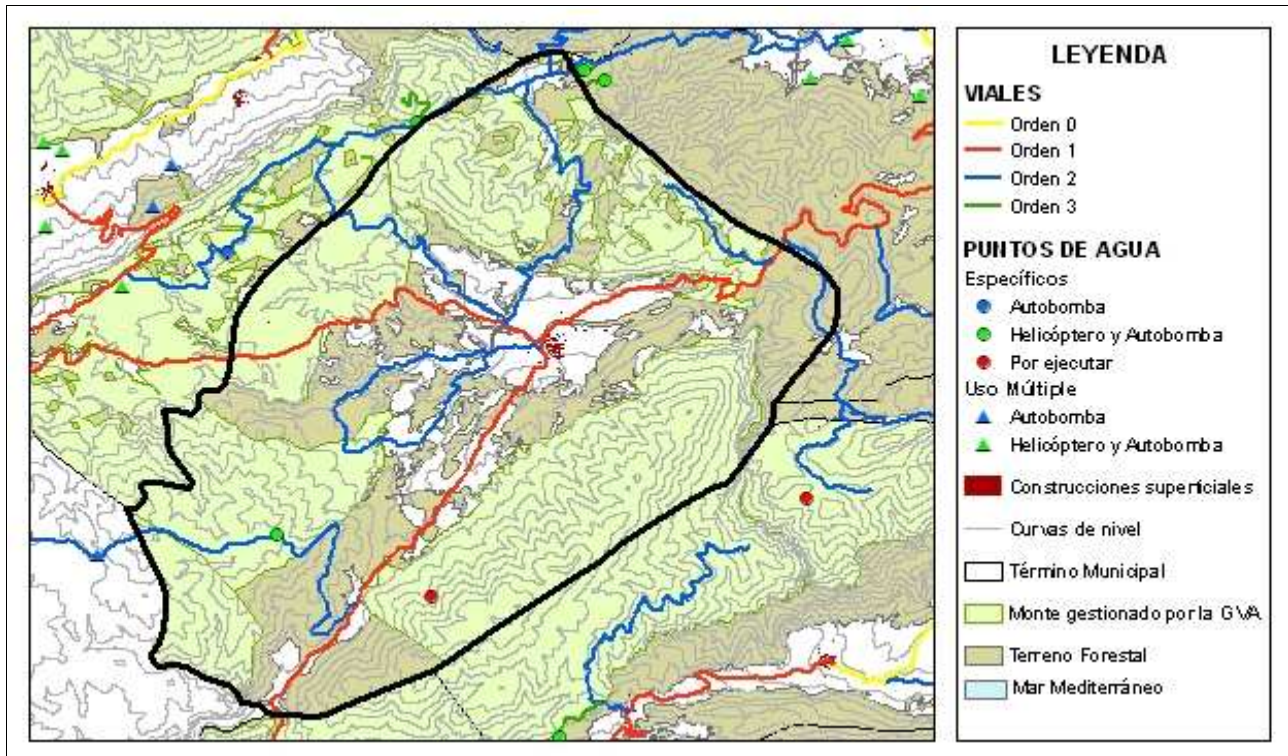 LEYENDA
VIALES
Orden 0
Orden 1
Orden 2
Orden 3
PUNTOS DE AGUA
Específicos
Autobomba
Helicóptero y Autobomba
Por ejecutar
Uso Múltiple
Autobomba
Helicóptero y Autobomba
Construcciones superficiales
Curvas de nivel
Término Municipal
Monte gestionado por la GVA
Terreno Forestal
Mar Mediterráneo